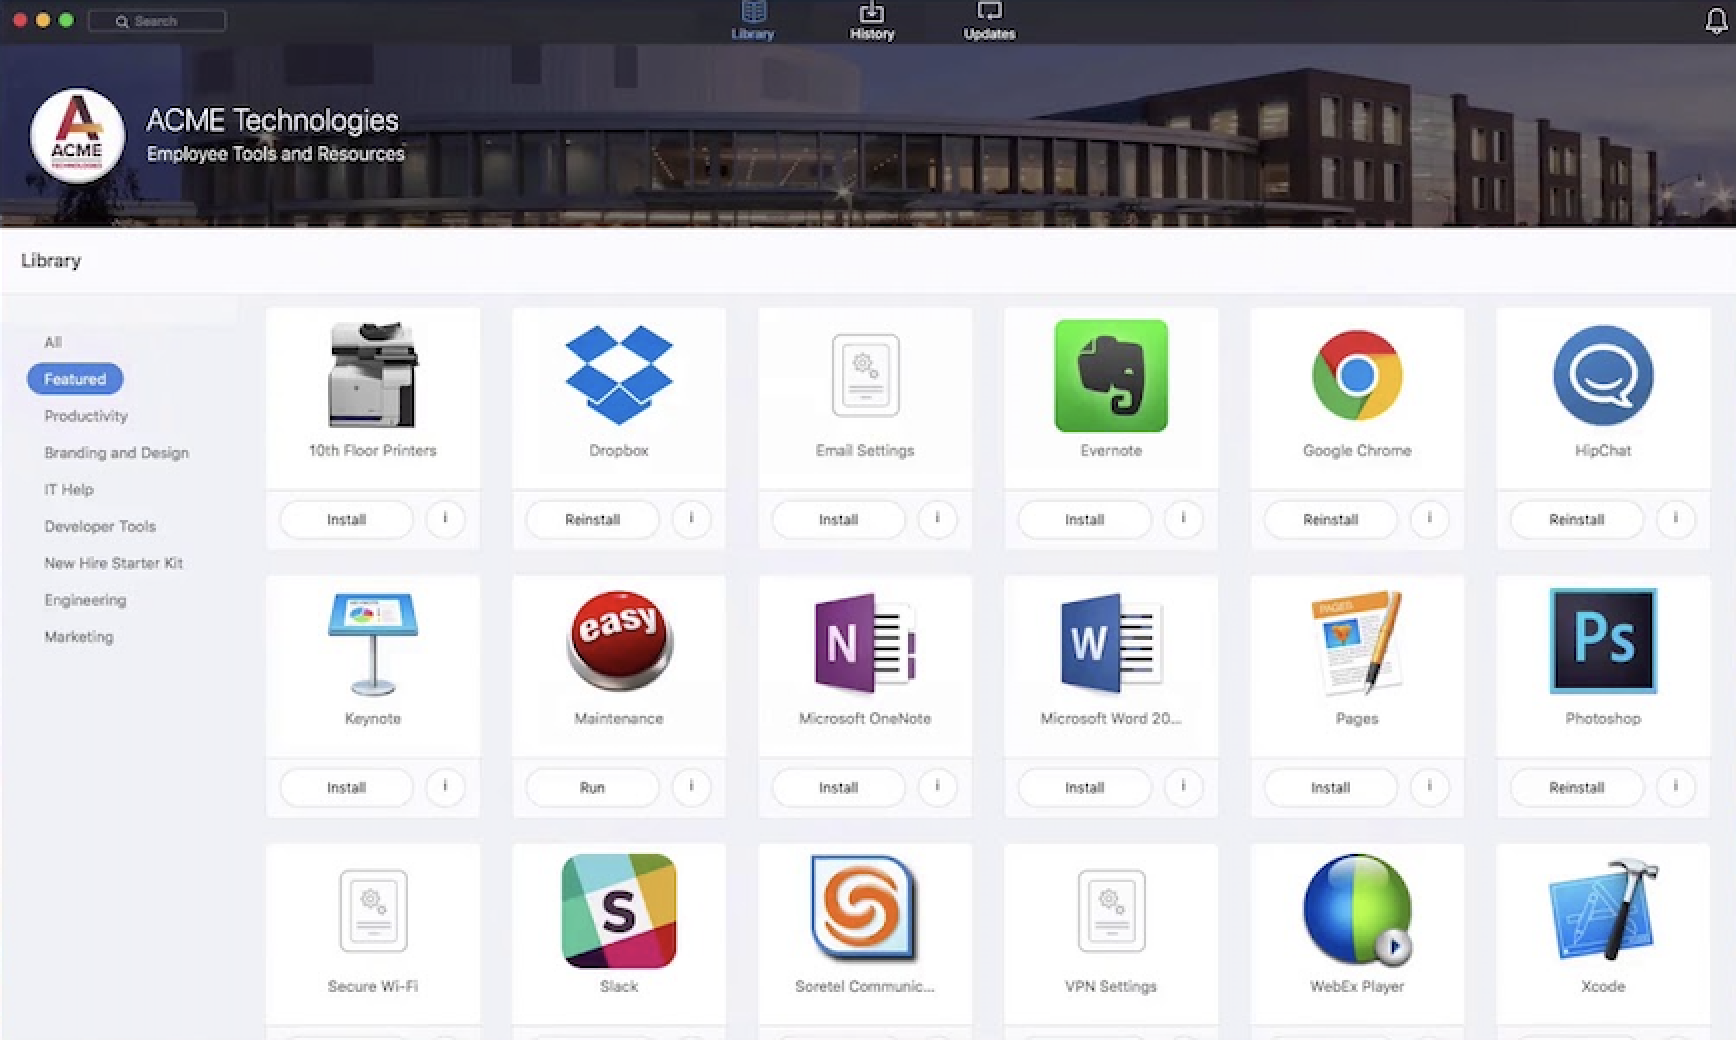 Search
Library
History
Updates
A
ACME
TECHNOLOGIES
ACME Technologies
Employee Tools and Resources
Library
All
Featured
Productivity
Branding and Design
IT Help
Developer Tools
New Hire Starter Kit
Engineering
Marketing
10th Floor Printers
Dropbox
Email Settings
Evernote
Google Chrome
HipChat
Install
i
Reinstall
i
Install
i
Install
i
Reinstall
i
Reinstall
i
easy
N
W
PAGES
Ps
Keynote
Maintenance
Microsoft OneNote
Microsoft Word 20...
Pages
Photoshop
Install
i
Run
i
Install
i
Install
i
Install
i
Reinstall
i
S
Secure Wi-Fi
Slack
Soretel Communic...
VPN Settings
WebEx Player
Xcode